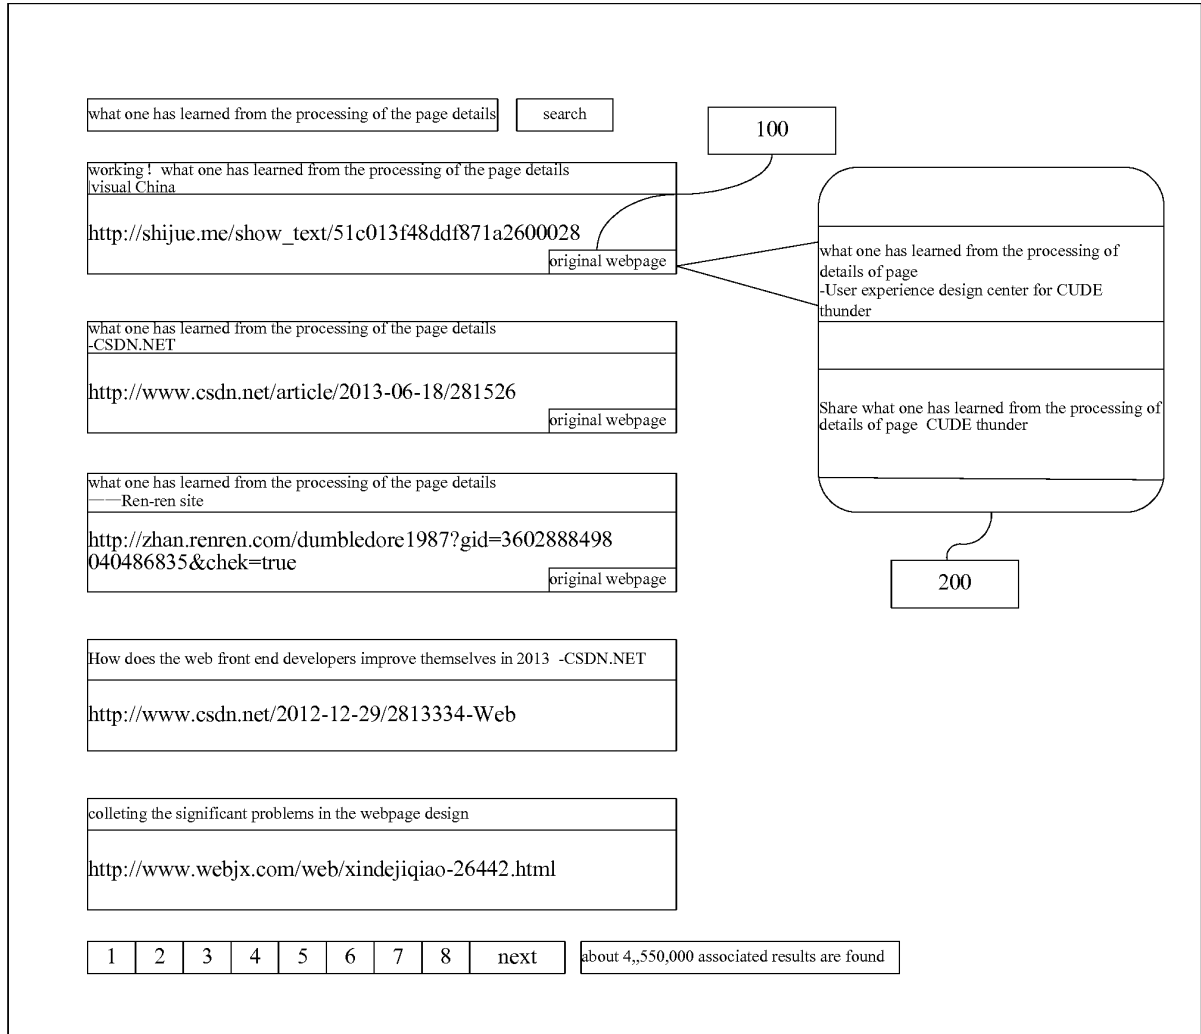 what one has learned from the processing of the page details
search
100
working！ what one has learned from the processing of the page details
|visual China
http://shijue.me/show_text/51c013f48ddf871a2600028
original webpage
what one has learned from the processing of
details of page
-User experience design center for CUDE
thunder
Share what one has learned from the processing of
details of page  CUDE thunder
200
what one has learned from the processing of the page details
-CSDN.NET
http://www.csdn.net/article/2013-06-18/281526
original webpage
what one has learned from the processing of the page details
——Ren-ren site
http://zhan.renren.com/dumbledore1987?gid=3602888498
040486835&chek=true
original webpage
How does the web front end developers improve themselves in 2013  -CSDN.NET
http://www.csdn.net/2012-12-29/2813334-Web
colleting the significant problems in the webpage design
http://www.webjx.com/web/xindejiqiao-26442.html
1 2 3 4 5 6 7 8 next
about 4,,550,000 associated results are found